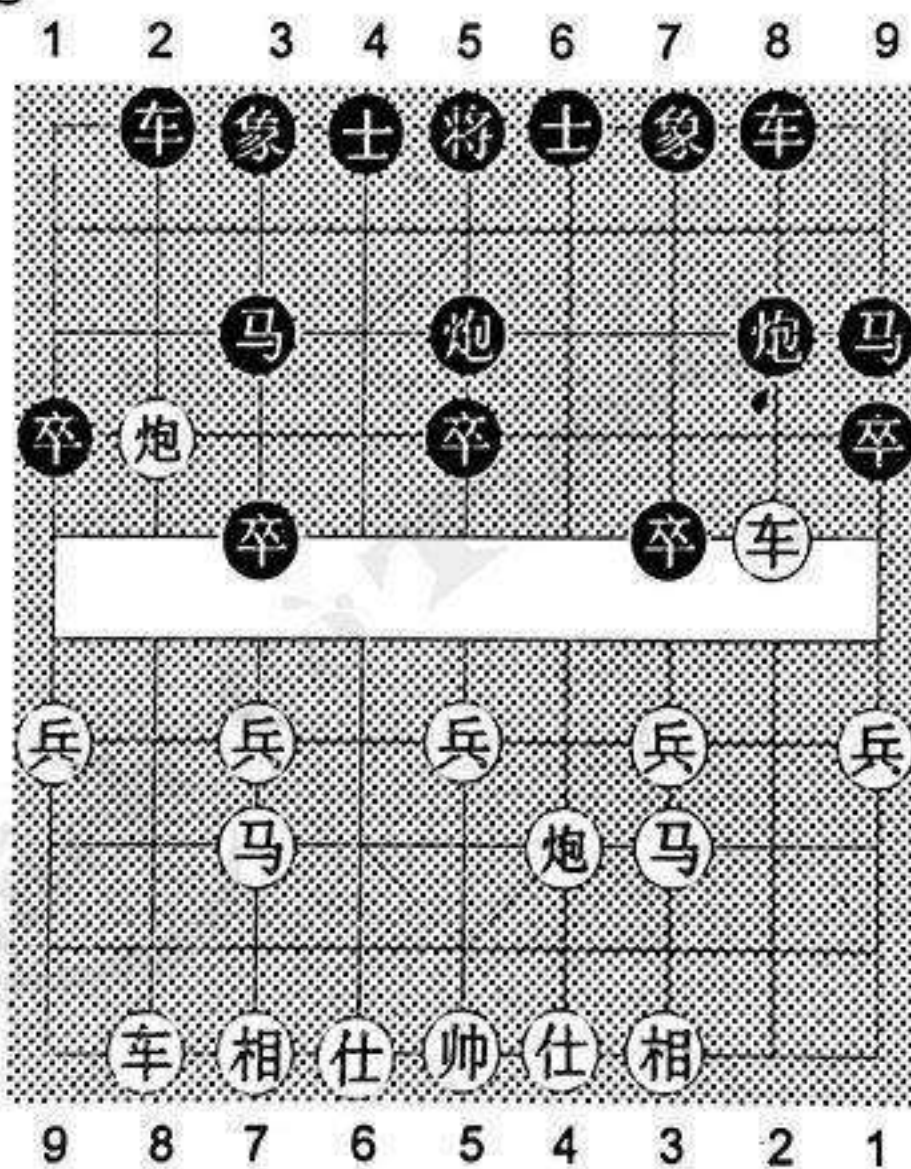 1 2 3 4 5 6 7 8 9
车 象 士 将 士 象 车
马 炮 炮 马
卒 炮 卒 卒
卒 卒 车
兵 兵 兵 兵 兵
马 炮 马
车 相 仕 帅 仕 相
9 8 7 6 5 4 3 2 1